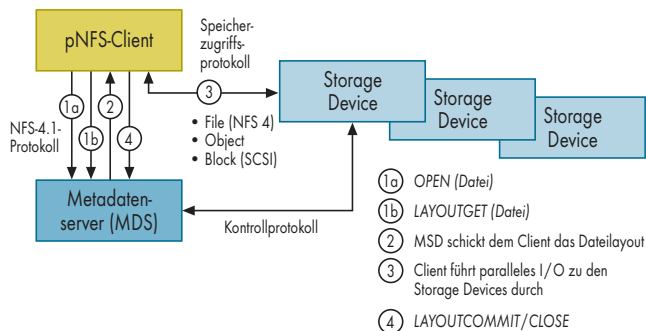 pNFS-Client
Speicher-
zugriffs-
protokoll
Storage
Device
Storage
Device
Storage
Device
1a
1b
2
4
3
NFS-4.1-
Protokoll
• File (NFS 4)
• Object
• Block (SCSI)
Metadaten-
server (MDS)
Kontrollprotokoll
1a OPEN (Datei)
1b LAYOUTGET (Datei)
2 MSD schickt dem Client das Dateilayout
3 Client führt paralleles I/O zu den
Storage Devices durch
4 LAYOUTCOMMIT/CLOSE